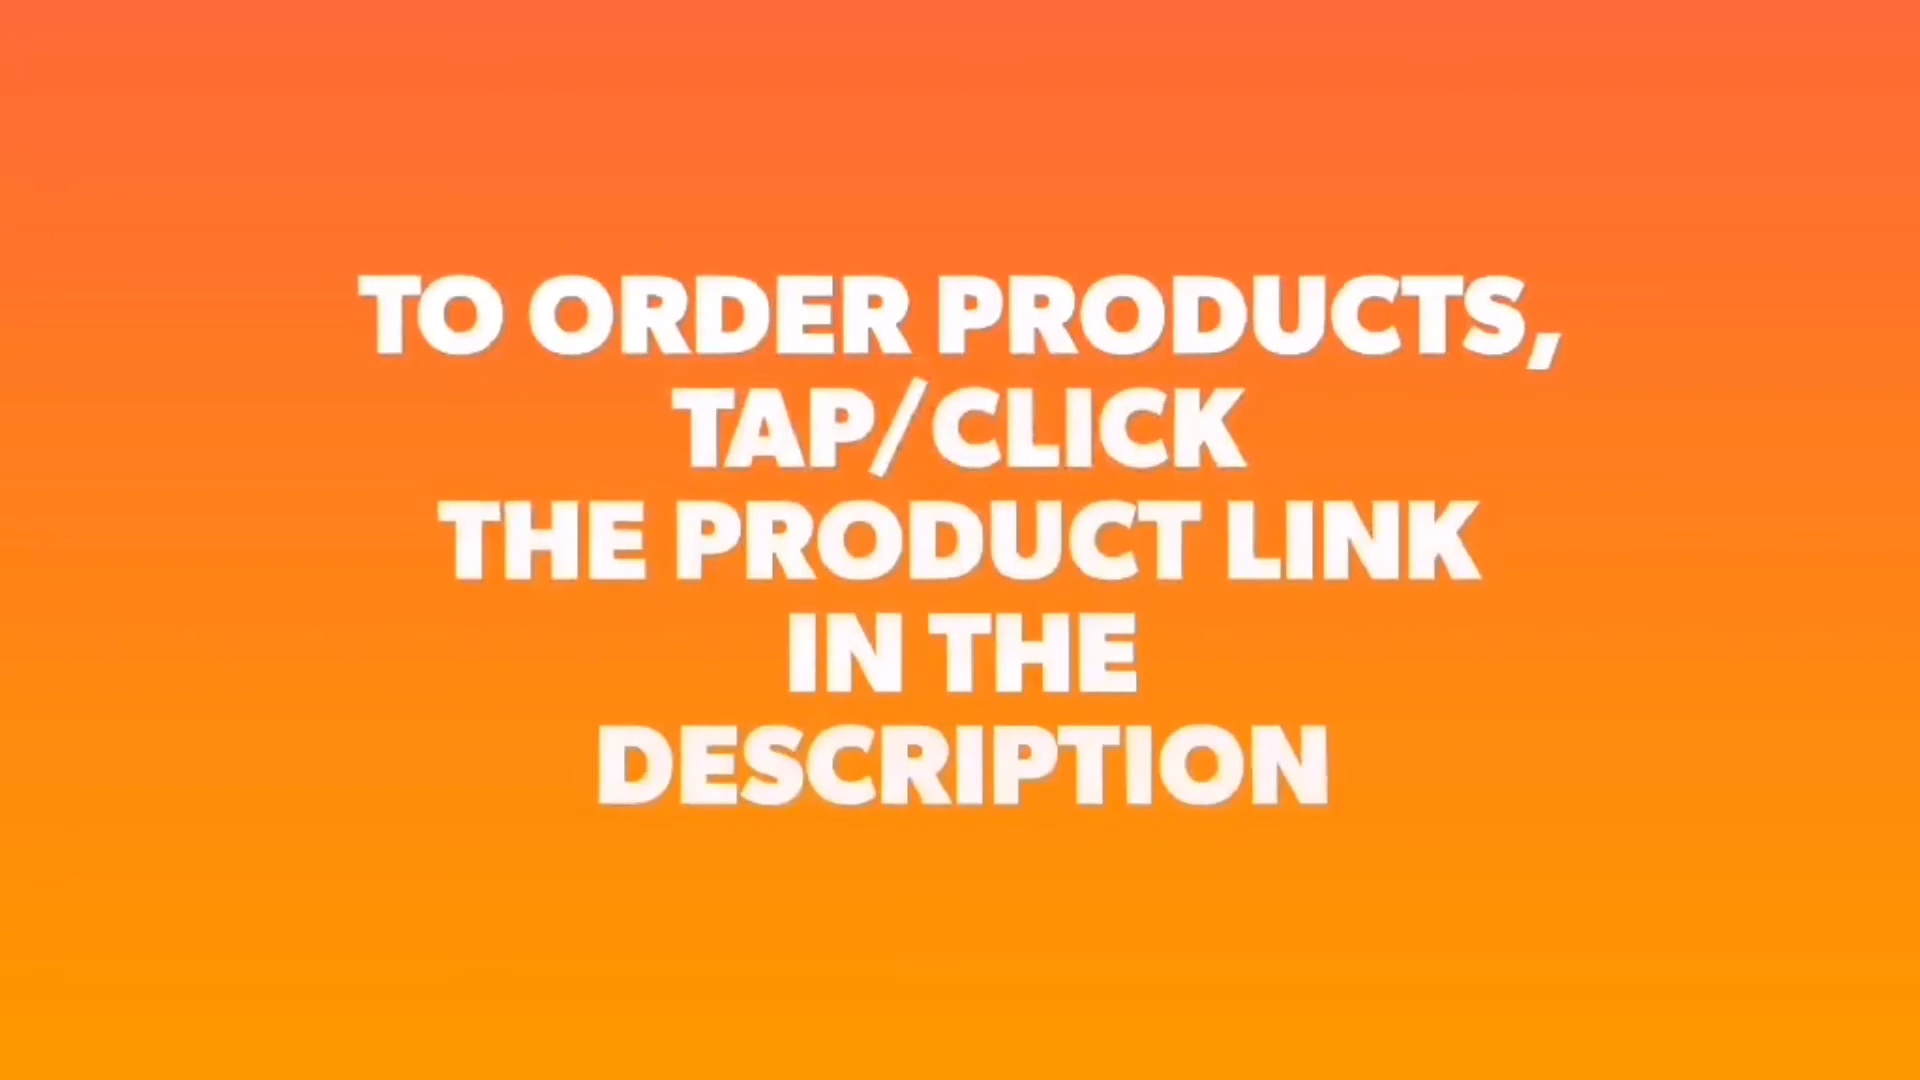 TO ORDER PRODUCTS,
TAP/CLICK
THE PRODUCT LINK
IN THE
DESCRIPTION